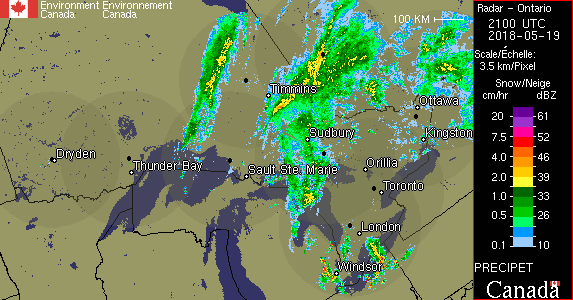 Environment Environnement
Canada Canada
100 KM
Timmins
Ottawa
Sudbury
Kingston
Dryden
Thunder Bay
Sault Ste. Marie
Orillia
Toronto
London
Windsor
Radar - Ontario
2100 UTC
2018-05-19
Scale/Échelle:
3.5 km/Pixel
Snow/Neige
cm/hr dBZ
20 61
7.5 52
4.0 46
2.0 39
1.0 33
0.5 26
0.1 10
PRECIPET
Canada